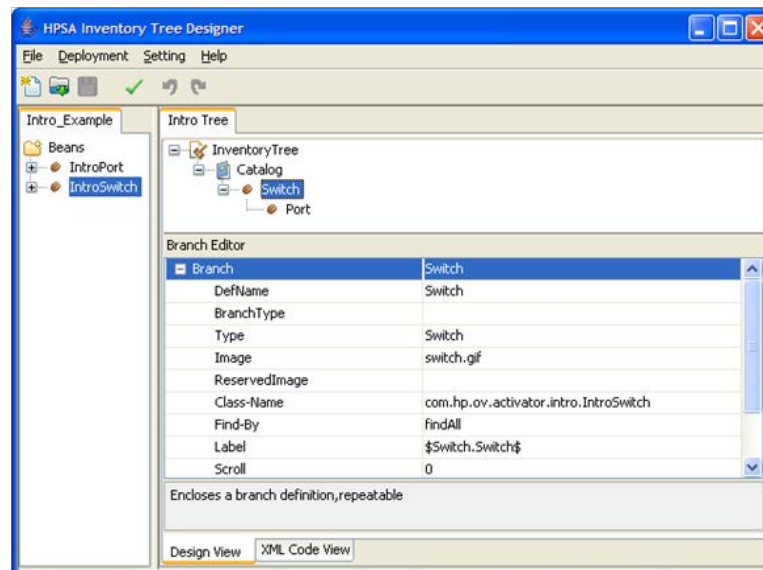 HPSA Inventory Tree Designer
File Deployment Setting Help
Intro_Example
Beans
IntroPort
IntroSwitch
Intro Tree
InventoryTree
Catalog
Switch
Port
Branch Editor
Branch Switch
DefName Switch
BranchType
Type Switch
Image switch.gif
ReservedImage
Class-Name com.hp.ov.activator.intro.IntroSwitch
Find-By findAll
Label $Switch.Switch$
Scroll 0
Encloses a branch definition,repeatable
Design View XML Code View